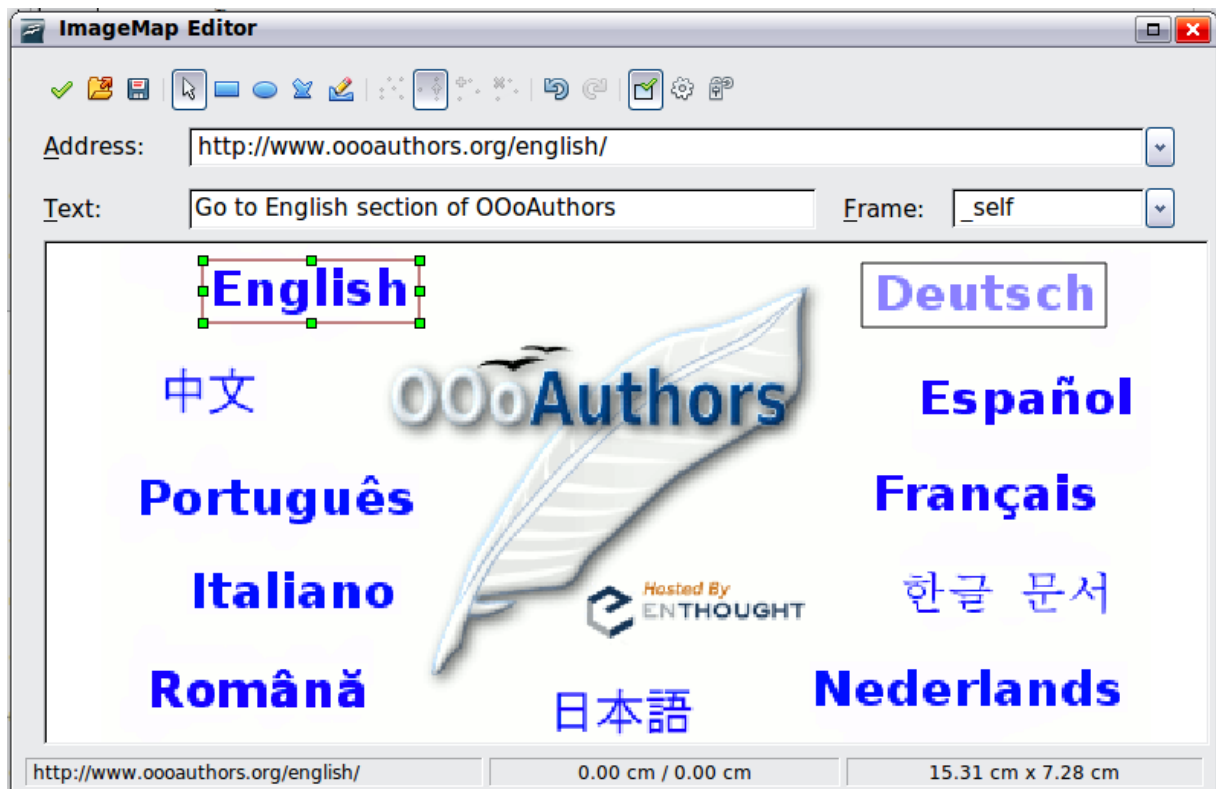 ImageMap Editor
Address: http://www.oooauthors.org/english/
Text: Go to English section of OOoAuthors Frame: _self
English Deutsch
中文 OOoAuthors Español
Português Français
Italiano Hosted By 한글 문서
ENTHOUGHT
Română 日本語 Nederlands
http://www.oooauthors.org/english/ 0.00 cm / 0.00 cm 15.31 cm x 7.28 cm